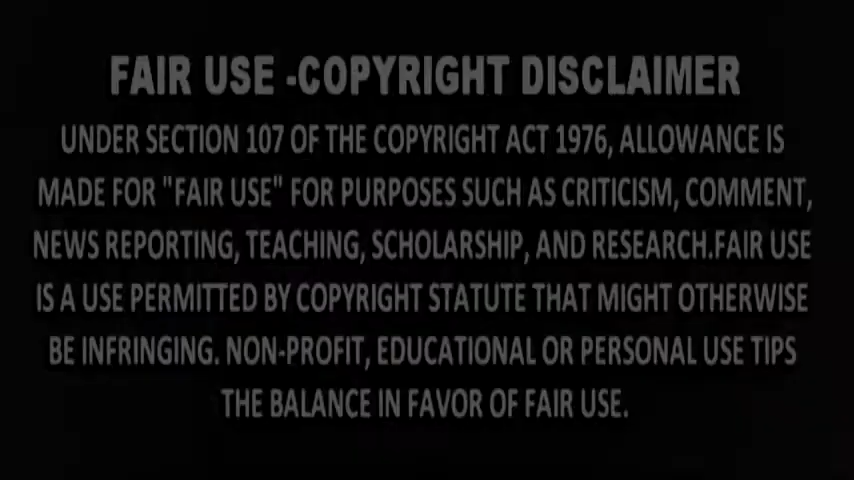 FAIR USE -COPYRIGHT DISCLAIMER
UNDER SECTION 107 OF THE COPYRIGHT ACT 1976, ALLOWANCE IS
MADE FOR "FAIR USE" FOR PURPOSES SUCH AS CRITICISM, COMMENT,
NEWS REPORTING, TEACHING, SCHOLARSHIP, AND RESEARCH.FAIR USE
IS A USE PERMITTED BY COPYRIGHT STATUTE THAT MIGHT OTHERWISE
BE INFRINGING. NON-PROFIT, EDUCATIONAL OR PERSONAL USE TIPS
THE BALANCE IN FAVOR OF FAIR USE.